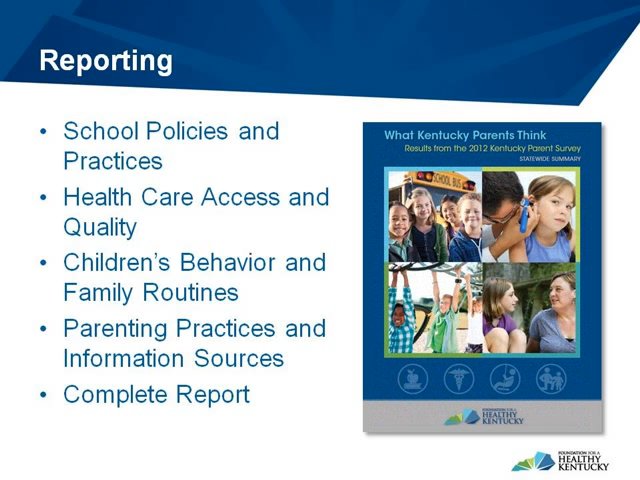 Reporting
• School Policies and
Practices
• Health Care Access and
Quality
• Children's Behavior and
Family Routines
• Parenting Practices and
Information Sources
• Complete Report
What Kentucky Parents Think
Results from the 2012 Kentucky Parent Survey
STATEWIDE SUMMARY
SCHOOL BUS
FOUNDATION FOR A
HEALTHY
KENTUCKY
FOUNDATION FOR A
HEALTHY
KENTUCKY